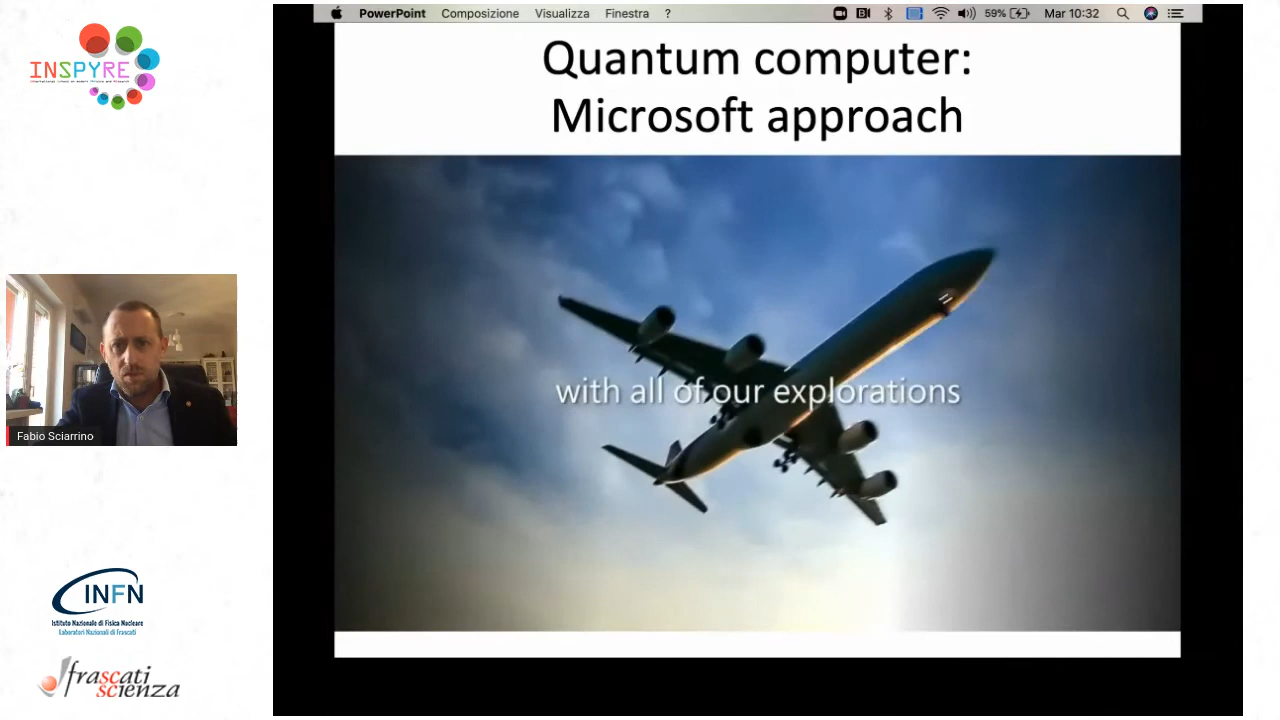 PowerPoint Composizione Visualizza Finestra ? 59% Mar 10:32
INSPYRE
Quantum computer:
Microsoft approach
with all of our explorations
Fabio Sciarrino
INFN
Istituto Nazionale di Fisica Nucleare
Laboratori Nazionali di Frascati
frascati
scienza